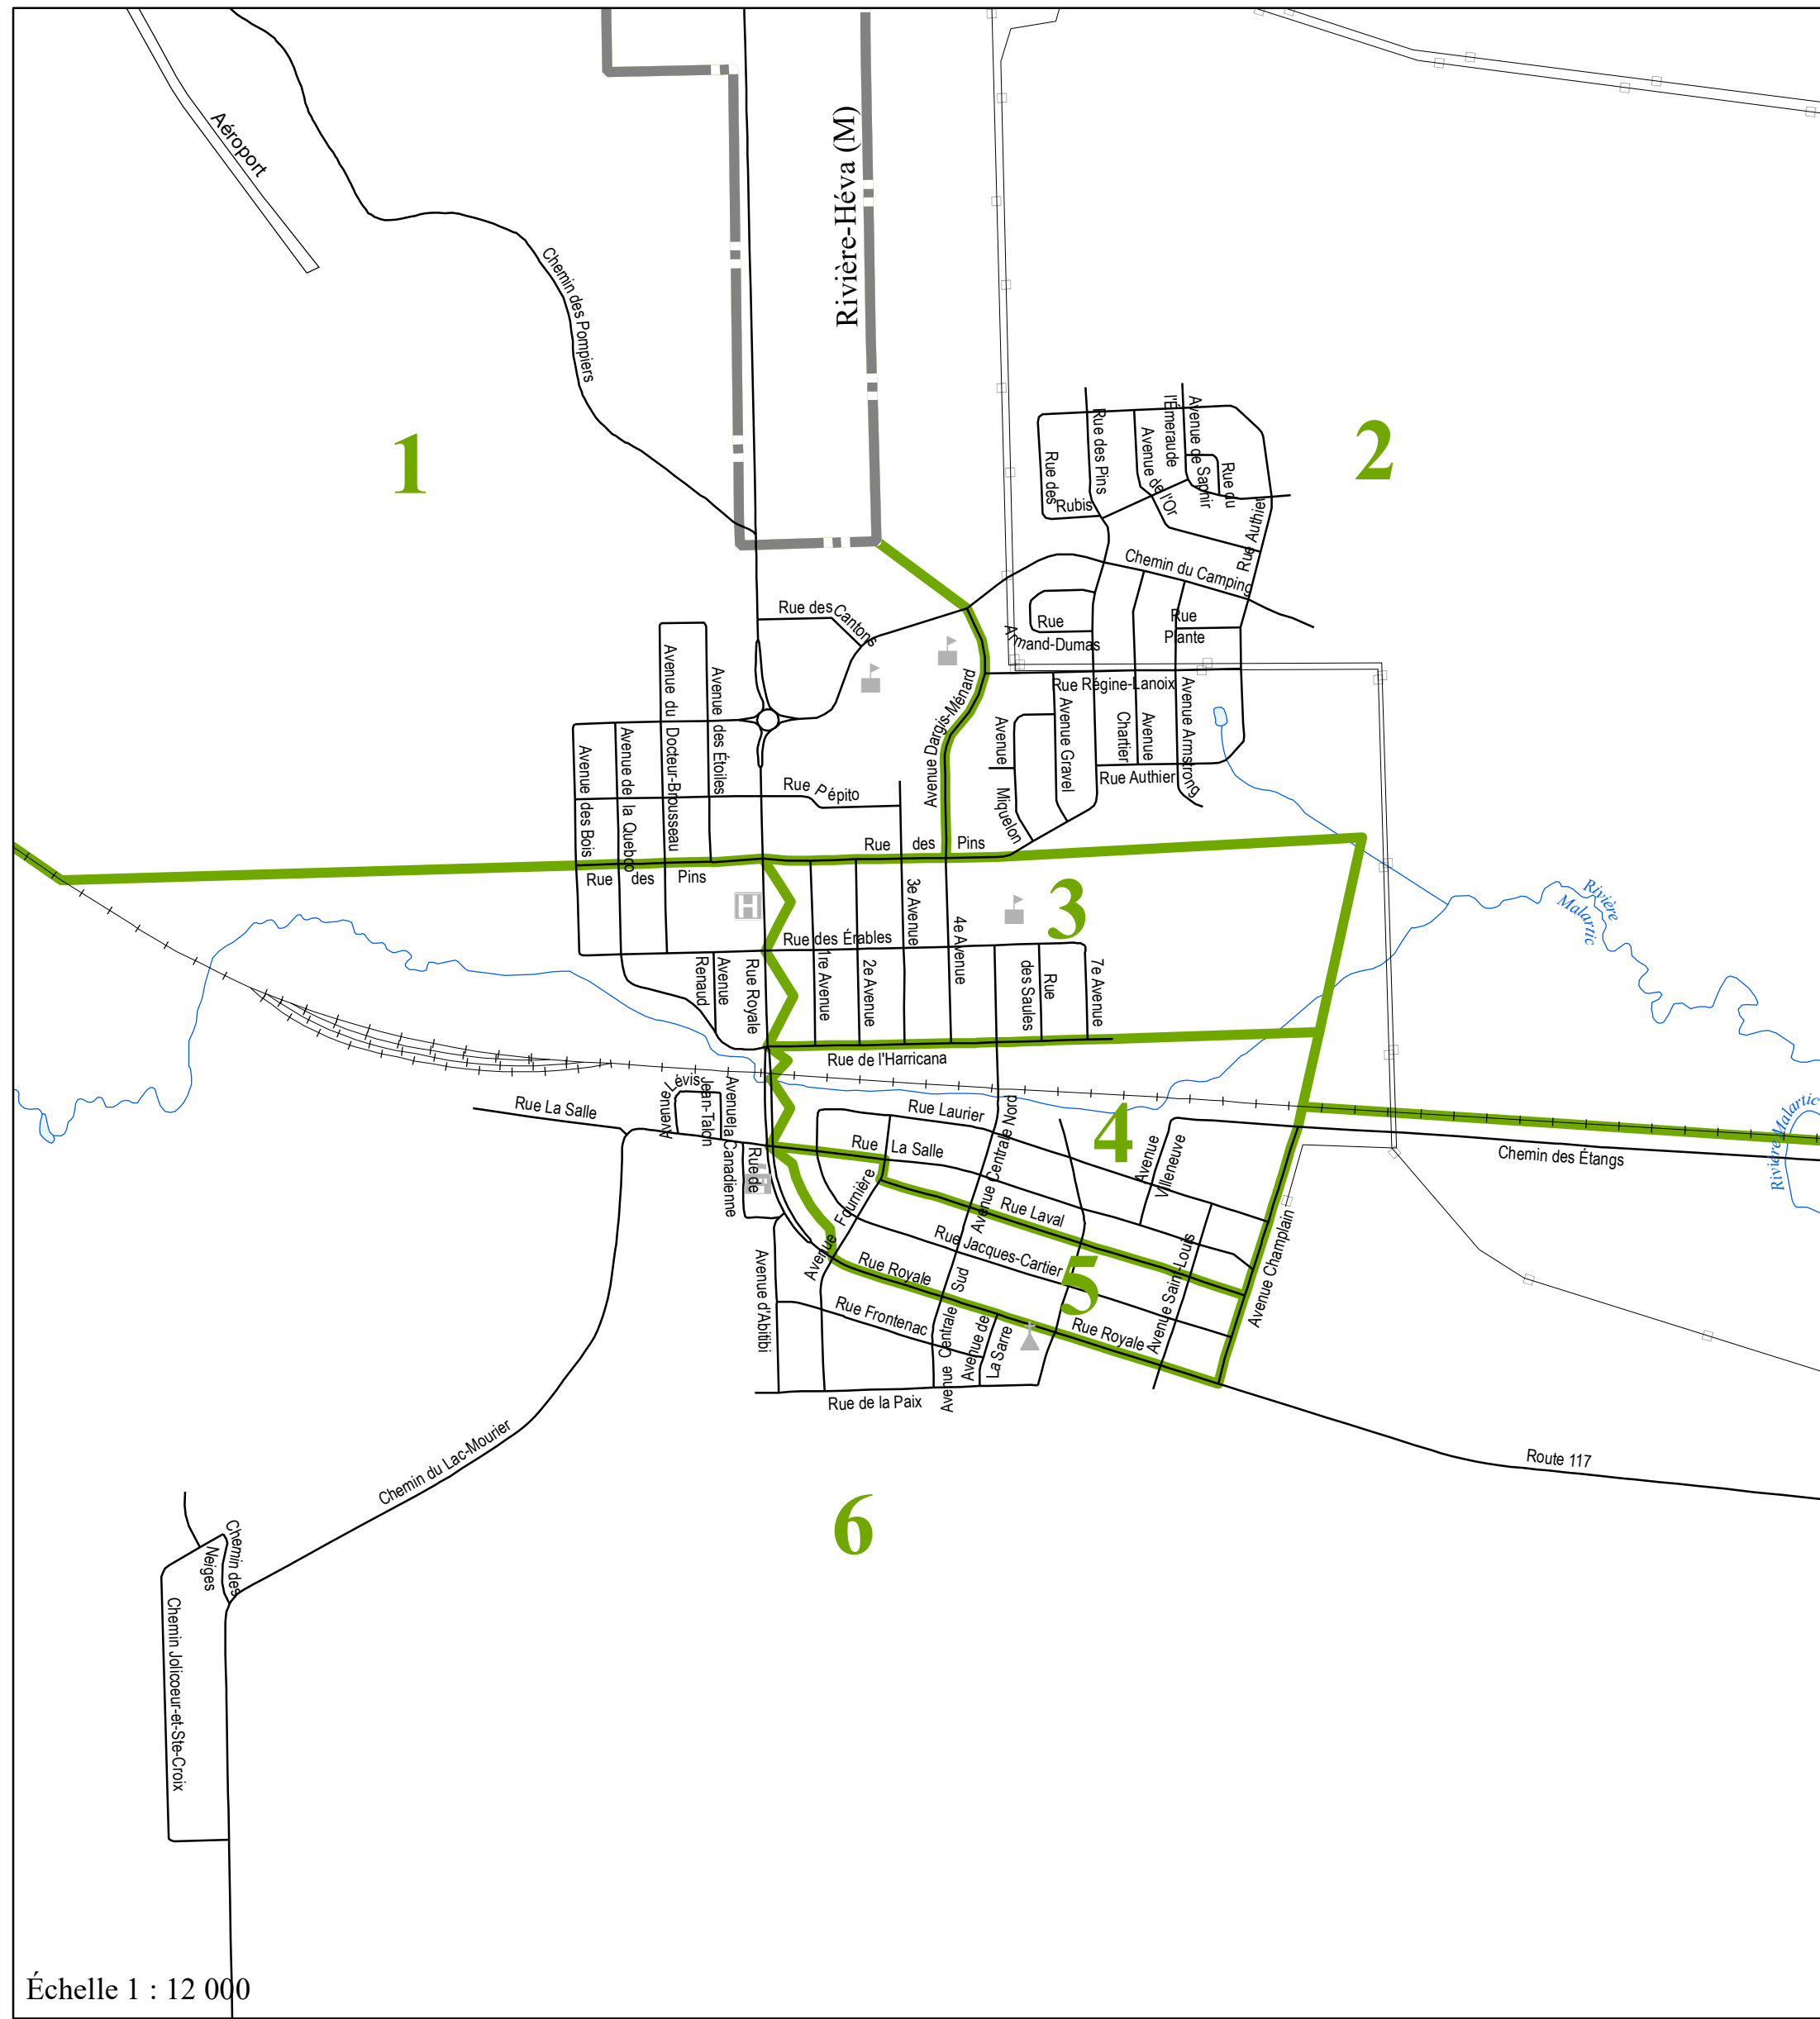 Aéroport
Chemin des Pompiers
Rivière-Héva (M)
1
2
Rue des Pins
Avenue de
l'Émeraude
Saphir
Rue du
Avenue de l'Or
Rue des
Rubis
Rue Authier
Chemin du Camping
Rue des Cantons
Rue
Armand-Dumas
Rue
Plante
Rue Régine-Lanoix
Avenue du Docteur-Brousseau
Avenue des Étoiles
Avenue Dargis-Ménard
Avenue
Miquelon
Avenue Gravel
Avenue
Chartier
Avenue Armstrong
Rue Authier
Avenue des Bois
Avenue de la Quebco
Rue Pépito
Rue des Pins
Rue des Pins
H
3
3e Avenue
4e Avenue
Rue des Érables
Rivière
Malartic
Avenue
Renaud
Rue Royale
1re Avenue
2e Avenue
Rue
des Saules
7e Avenue
Rue de l'Harricana
Rue La Salle
Avenue
Lévis
Jean-Talon
Avenue
Rue de
la Canadienne
Rue Laurier
Rue La Salle
Avenue Centrale Nord
4
Avenue
Villeneuve
Chemin des Étangs
Rivière Malartic
Avenue Fournière
Rue Laval
Rue Jacques-Cartier
5
Avenue Saint-Louis
Avenue Champlain
Avenue d'Abitibi
Rue Royale
Rue Frontenac
Avenue Centrale Sud
Avenue de
La Sarre
Rue Royale
Rue de la Paix
Route 117
Chemin du Lac-Mourier
6
Chemin des
Neiges
Chemin Jolicoeur-et-Ste-Croix
Échelle 1 : 12 000